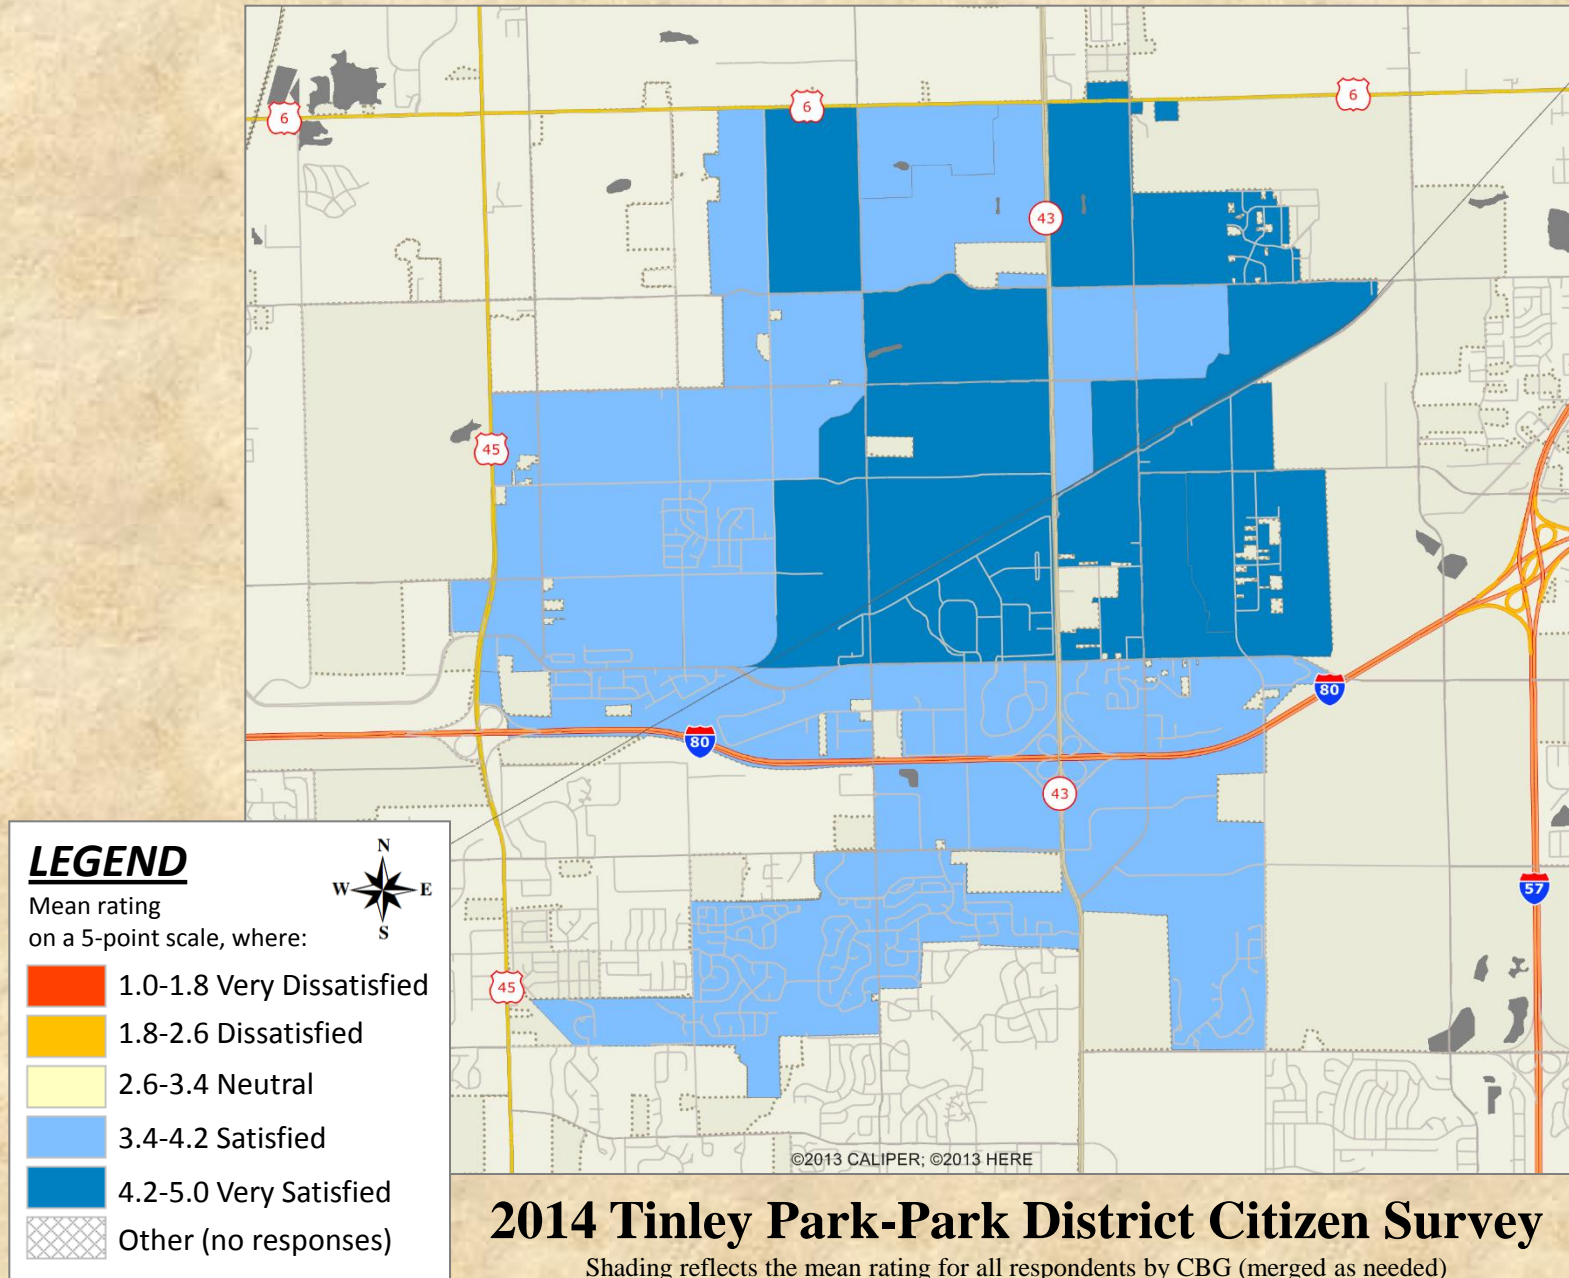 6
6
6
43
45
80
80
43
57
45
©2013 CALIPER; ©2013 HERE
LEGEND
N
W E
S
Mean rating
on a 5-point scale, where:
1.0-1.8 Very Dissatisfied
1.8-2.6 Dissatisfied
2.6-3.4 Neutral
3.4-4.2 Satisfied
4.2-5.0 Very Satisfied
Other (no responses)
2014 Tinley Park-Park District Citizen Survey
Shading reflects the mean rating for all respondents by CBG (merged as needed)